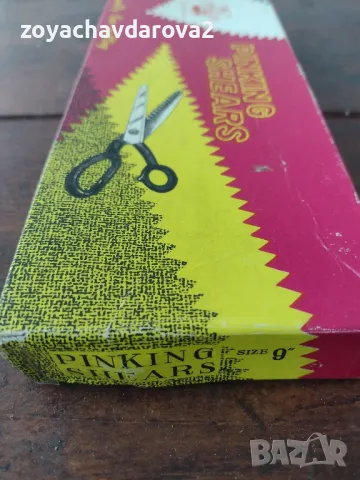 zoyachavdarova2
PINKING
SHEARS
PINKING
SHEARS
SIZE 9"
BAZAR